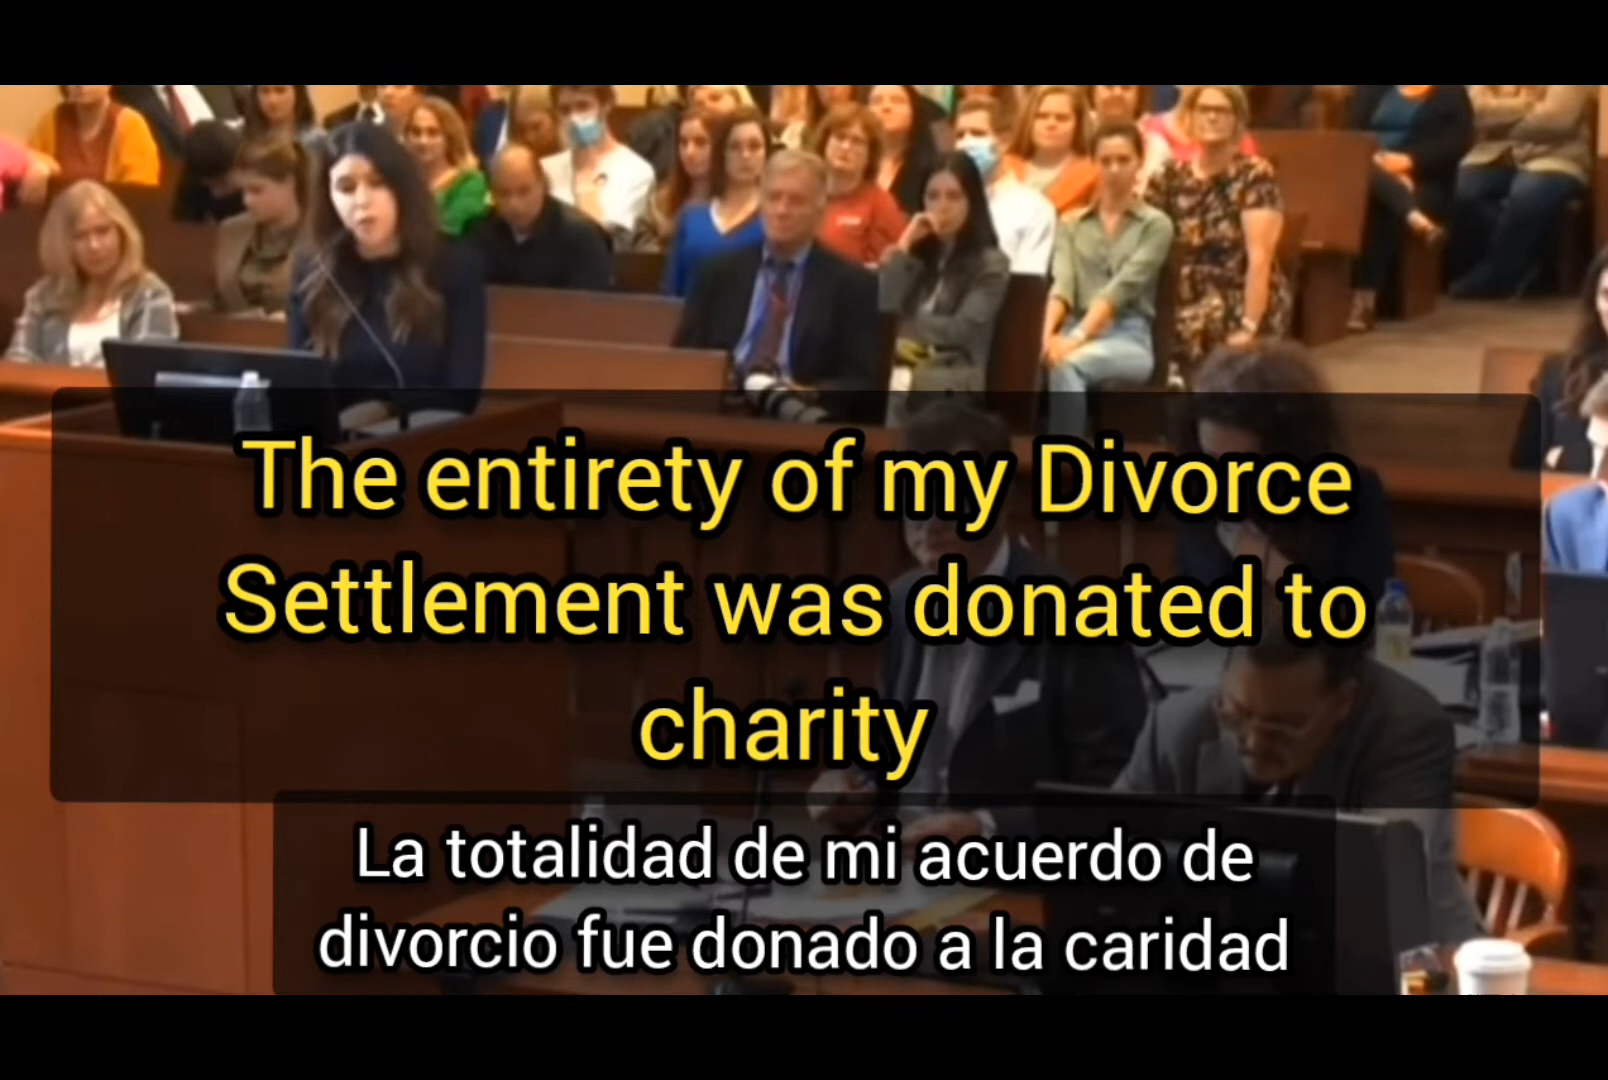 The entirety of my Divorce
Settlement was donated to
charity
La totalidad de mi acuerdo de
divorcio fue donado a la caridad